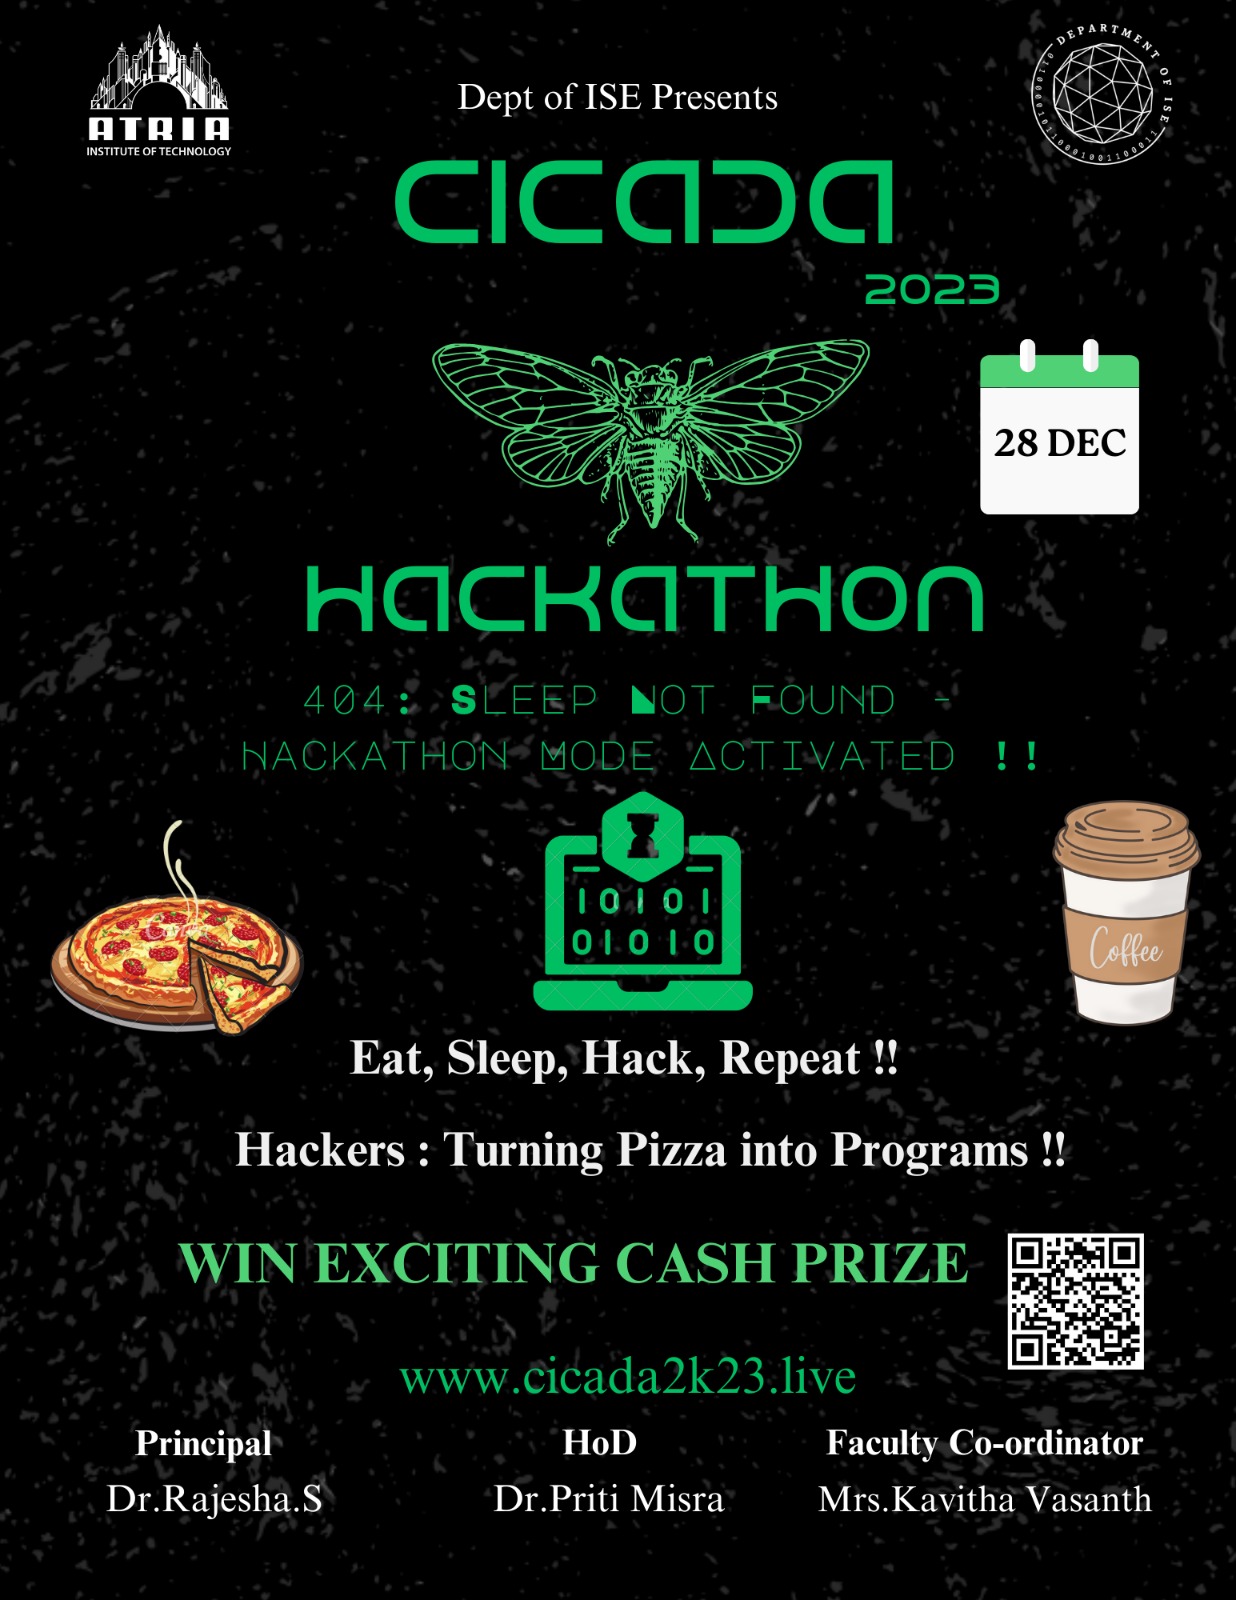 ATRIA
INSTITUTE OF TECHNOLOGY
DEPARTMENT OF ISE
Dept of ISE Presents
CICADA
2023
28 DEC
HACKATHON
404: SLEEP NOT FOUND -
HACKATHON MODE ACTIVATED !!
10101
01010
Coffee
Eat, Sleep, Hack, Repeat !!
Hackers : Turning Pizza into Programs !!
WIN EXCITING CASH PRIZE
www.cicada2k23.live
Principal
HoD
Faculty Co-ordinator
Dr.Rajesha.S
Dr.Priti Misra
Mrs.Kavitha Vasanth